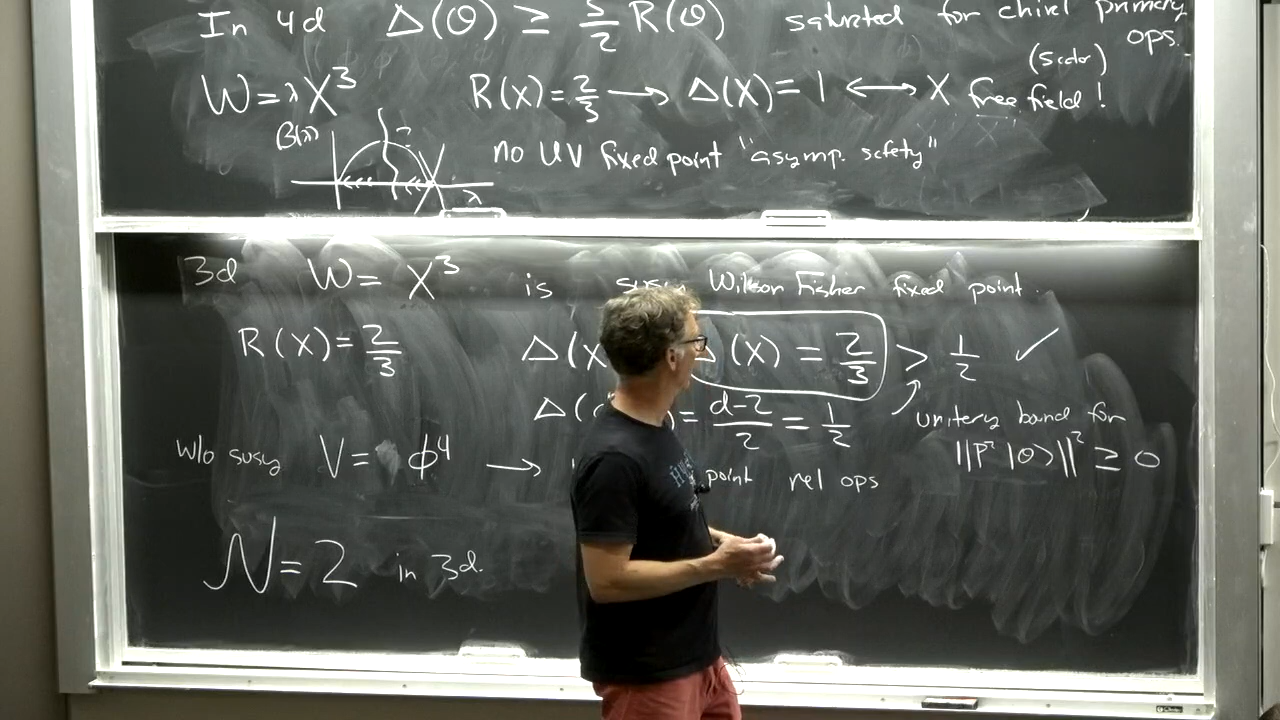 In 4d Δ(O) ≥ 3/2 R(O) saturated for chiral primary ops.
W = λX³ R(X) = 2/3 → Δ(X) = 1 ↔ X free field! (scalar)
β(λ) λ no UV fixed point "asymp. safety"
3d W = X³ is susy Wilson Fisher fixed point.
R(X) = 2/3 Δ(X (X) = 2/3 > 1/2 ✓
Δ( = d-2/2 = 1/2 unitary bound for
||P² |O>||² ≥ 0
w/o susy V = ϕ⁴ → point rel ops
N = 2 in 3d.